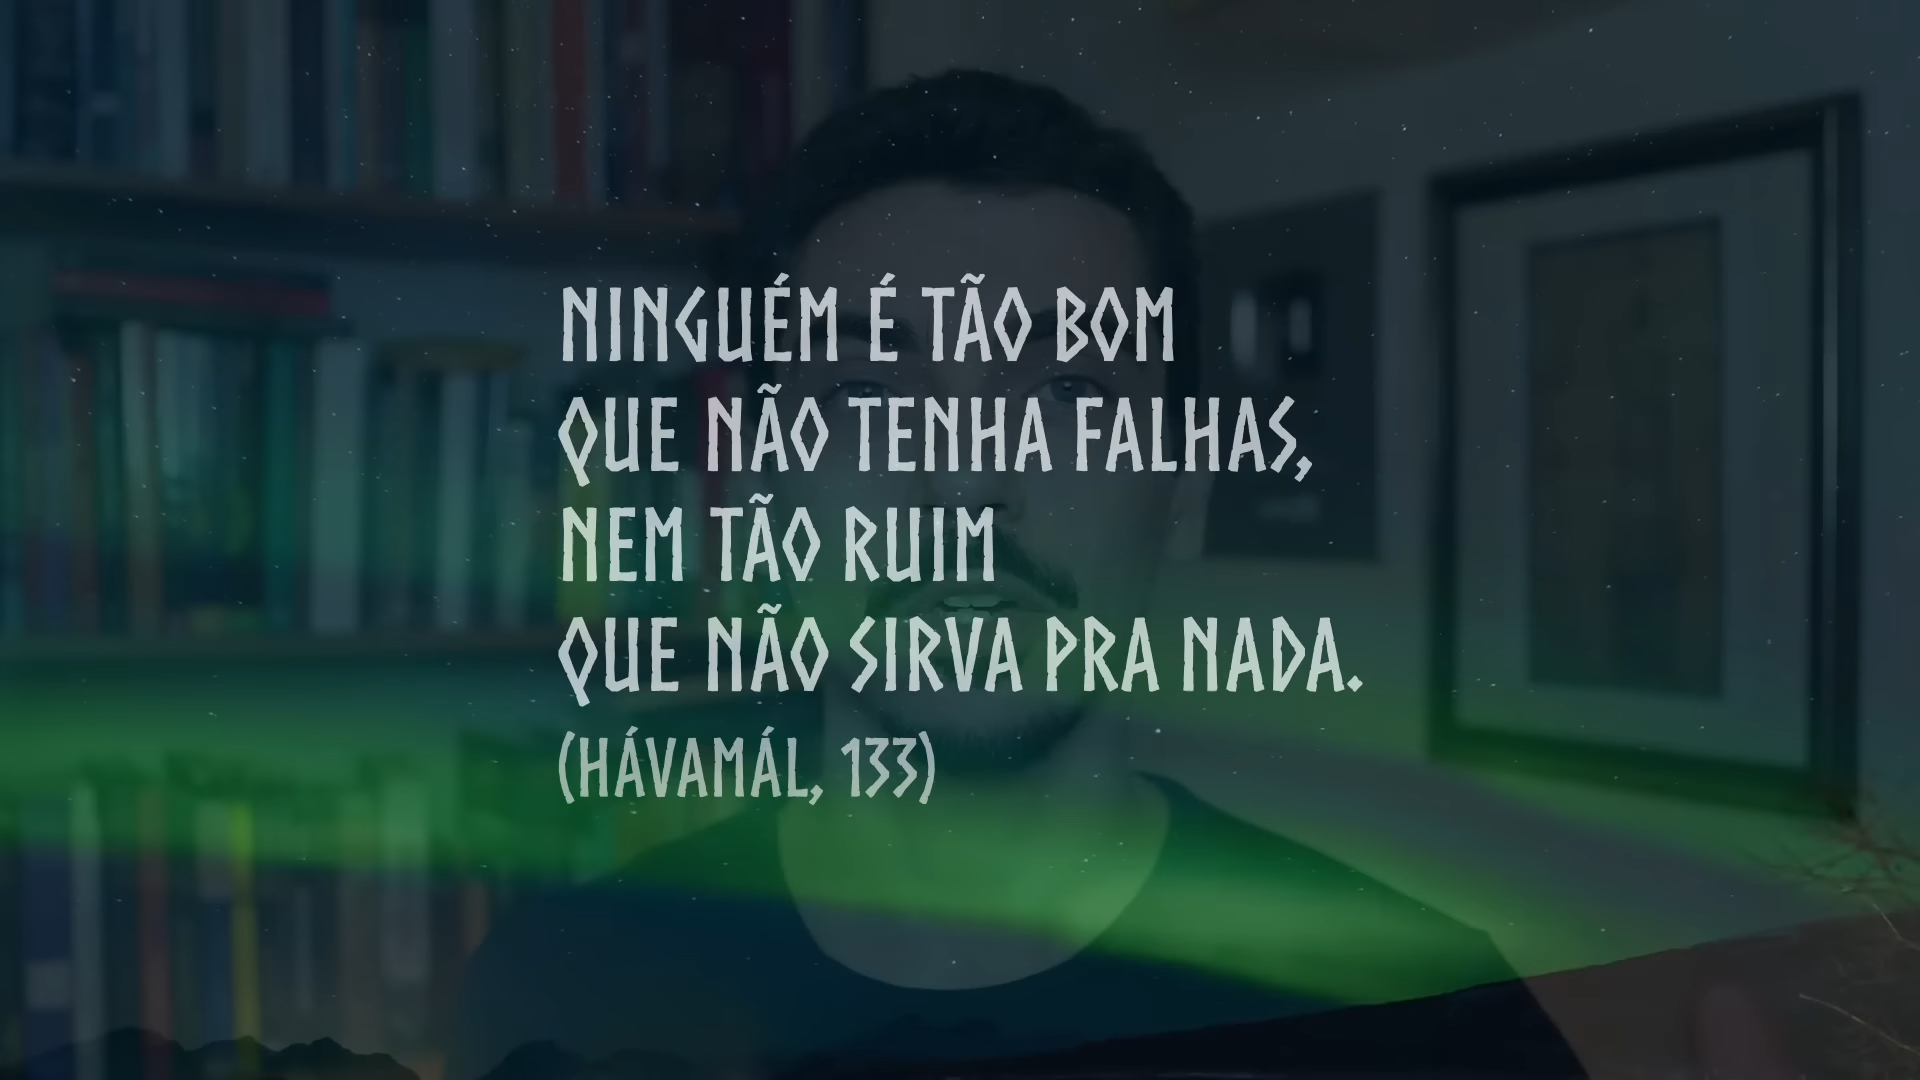 NINGUÉM É TÃO BOM
QUE NÃO TENHA FALHAS,
NEM TÃO RUIM
QUE NÃO SIRVA PRA NADA.
(HÁVAMÁL, 133)